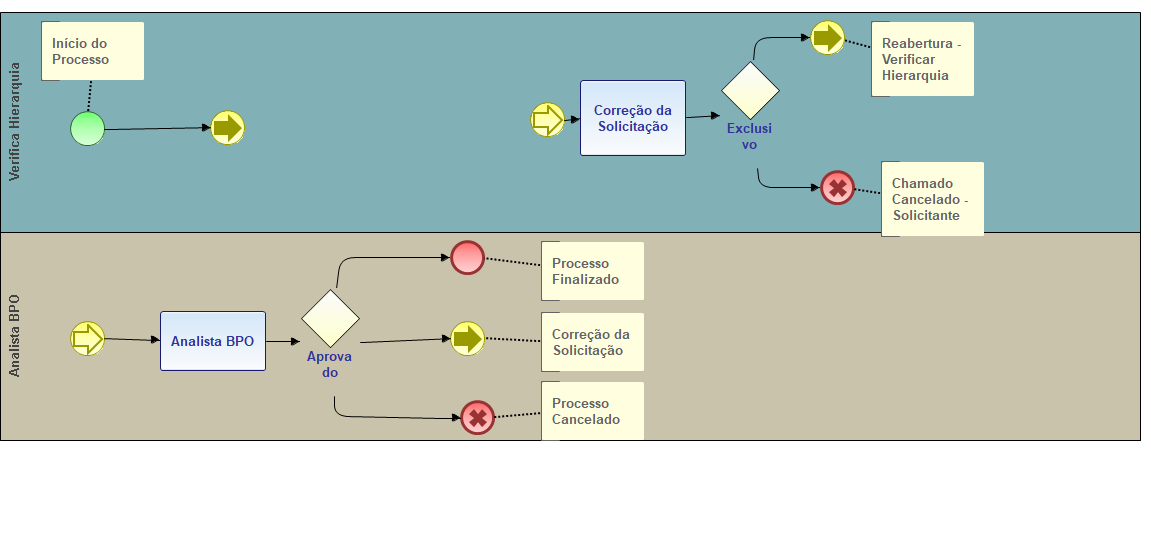 Verifica Hierarquia
Início do
Processo
Correção da
Solicitação
Exclusi
vo
Reabertura -
Verificar
Hierarquia
Chamado
Cancelado -
Solicitante
Analista BPO
Analista BPO
Aprova
do
Processo
Finalizado
Correção da
Solicitação
Processo
Cancelado